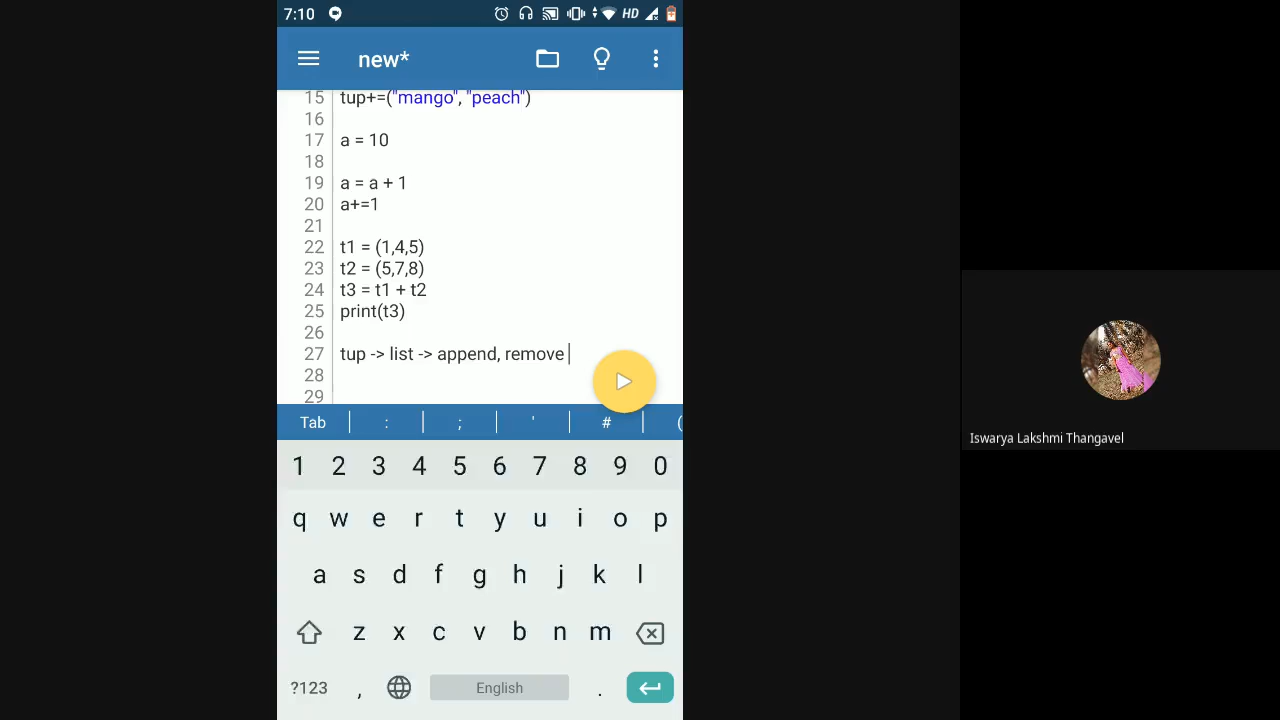 7:10 HD
new*
15 tup+=("mango", "peach")
16
17 a = 10
18
19 a = a + 1
20 a+=1
21
22 t1 = (1,4,5)
23 t2 = (5,7,8)
24 t3 = t1 + t2
25 print(t3)
26
27 tup -> list -> append, remove
28
29
Tab : ; ' # (
1 2 3 4 5 6 7 8 9 0
q w e r t y u i o p
a s d f g h j k l
z x c v b n m
?123 , English .
Iswarya Lakshmi Thangavel